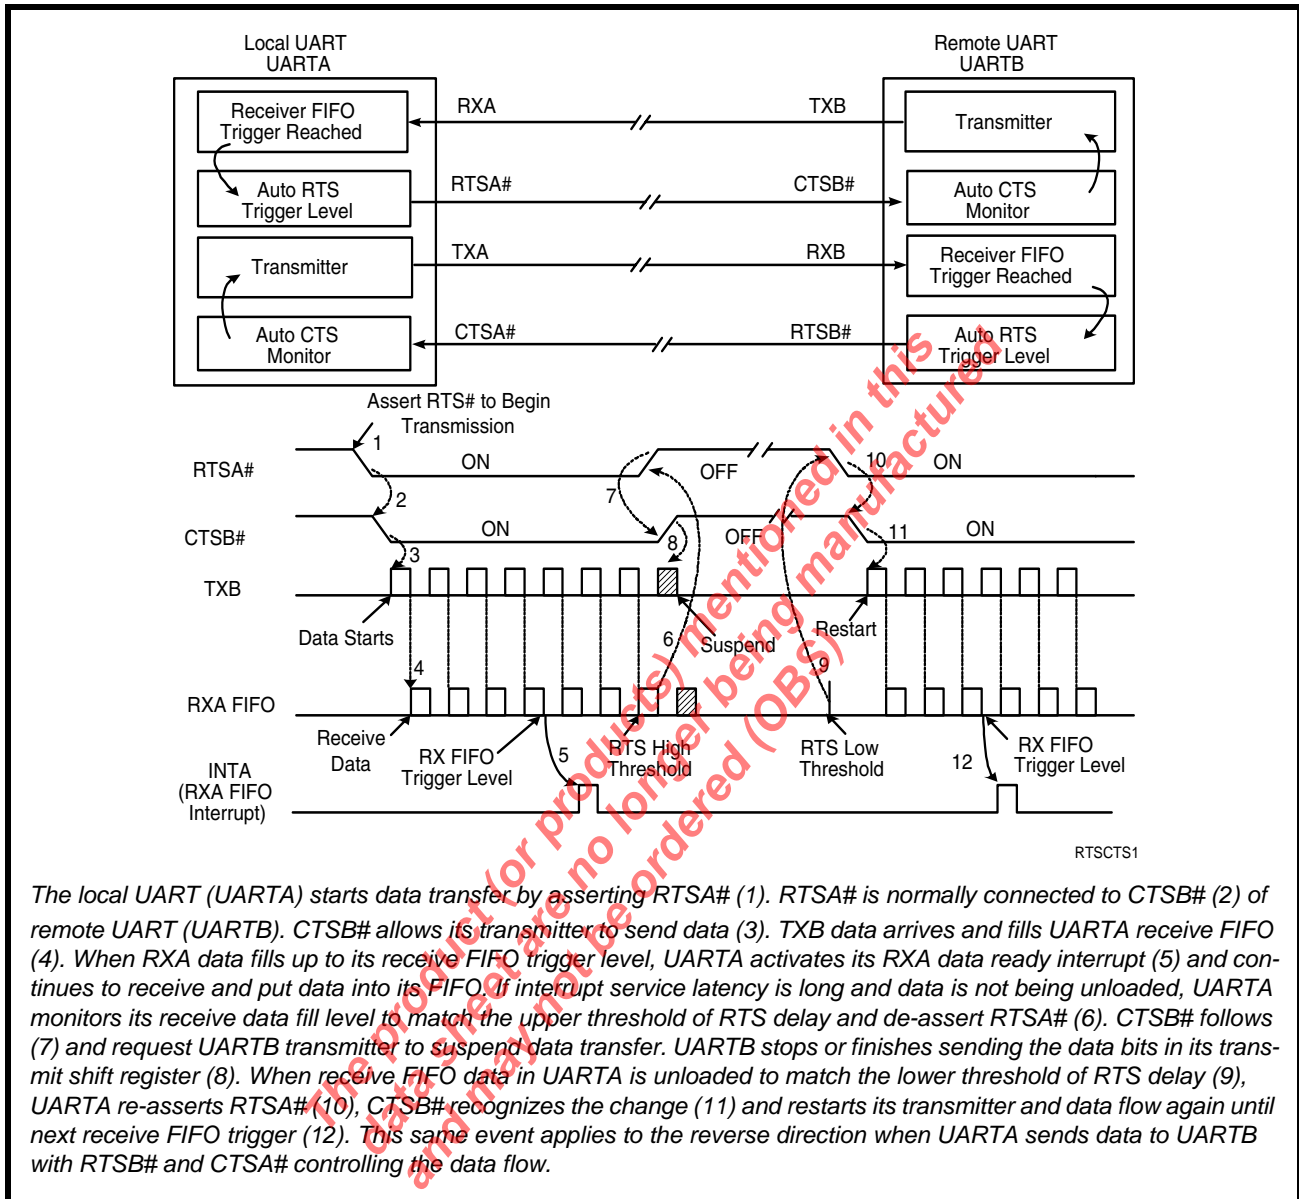 Local UART
UARTA
Remote UART
UARTB
Receiver FIFO
Trigger Reached
RXA
TXB
Transmitter
Auto RTS
Trigger Level
RTSA#
CTSB#
Auto CTS
Monitor
Transmitter
TXA
RXB
Receiver FIFO
Trigger Reached
Auto CTS
Monitor
CTSA#
RTSB#
Auto RTS
Trigger Level
Assert RTS# to Begin
Transmission
1
RTSA#
ON
OFF
10
ON
2
7
CTSB#
ON
8
OFF
11
ON
3
TXB
Data Starts
6
Suspend
Restart
4
9
RXA FIFO
Receive
Data
RX FIFO
Trigger Level
5
RTS High
Threshold
RTS Low
Threshold
12
RX FIFO
Trigger Level
INTA
(RXA FIFO
Interrupt)
RTSCTS1
The local UART (UARTA) starts data transfer by asserting RTSA# (1). RTSA# is normally connected to CTSB# (2) of
remote UART (UARTB). CTSB# allows its transmitter to send data (3). TXB data arrives and fills UARTA receive FIFO
(4). When RXA data fills up to its receive FIFO trigger level, UARTA activates its RXA data ready interrupt (5) and con-
tinues to receive and put data into its FIFO. If interrupt service latency is long and data is not being unloaded, UARTA
monitors its receive data fill level to match the upper threshold of RTS delay and de-assert RTSA# (6). CTSB# follows
(7) and request UARTB transmitter to suspend data transfer. UARTB stops or finishes sending the data bits in its trans-
mit shift register (8). When receive FIFO data in UARTA is unloaded to match the lower threshold of RTS delay (9),
UARTA re-asserts RTSA# (10), CTSB# recognizes the change (11) and restarts its transmitter and data flow again until
next receive FIFO trigger (12). This same event applies to the reverse direction when UARTA sends data to UARTB
with RTSB# and CTSA# controlling the data flow.
The product (or products) mentioned in this
data sheet are no longer being manufactured
and may not be ordered (OBS)